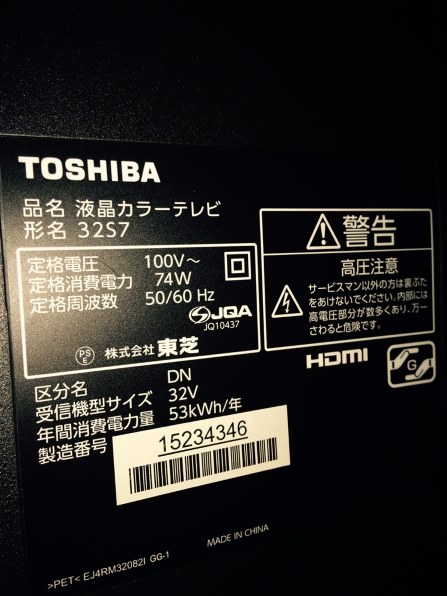 TOSHIBA
品名 液晶カラーテレビ
形名 32S7
定格電圧 100V～
定格消費電力 74W
定格周波数 50/60 Hz
JQA
JQ10437
PS
E
株式会社 東芝
警告
高圧注意
サービスマン以外の方は裏ぶた
をあけないでください。内部には
高電圧部分が数多くあり、万一
さわると危険です。
HDMI
G
区分名 DN
受信機型サイズ 32V
年間消費電力量 53kWh/年
製造番号 15234346
MADE IN CHINA
>PET< EJ4RM32082I GG-1